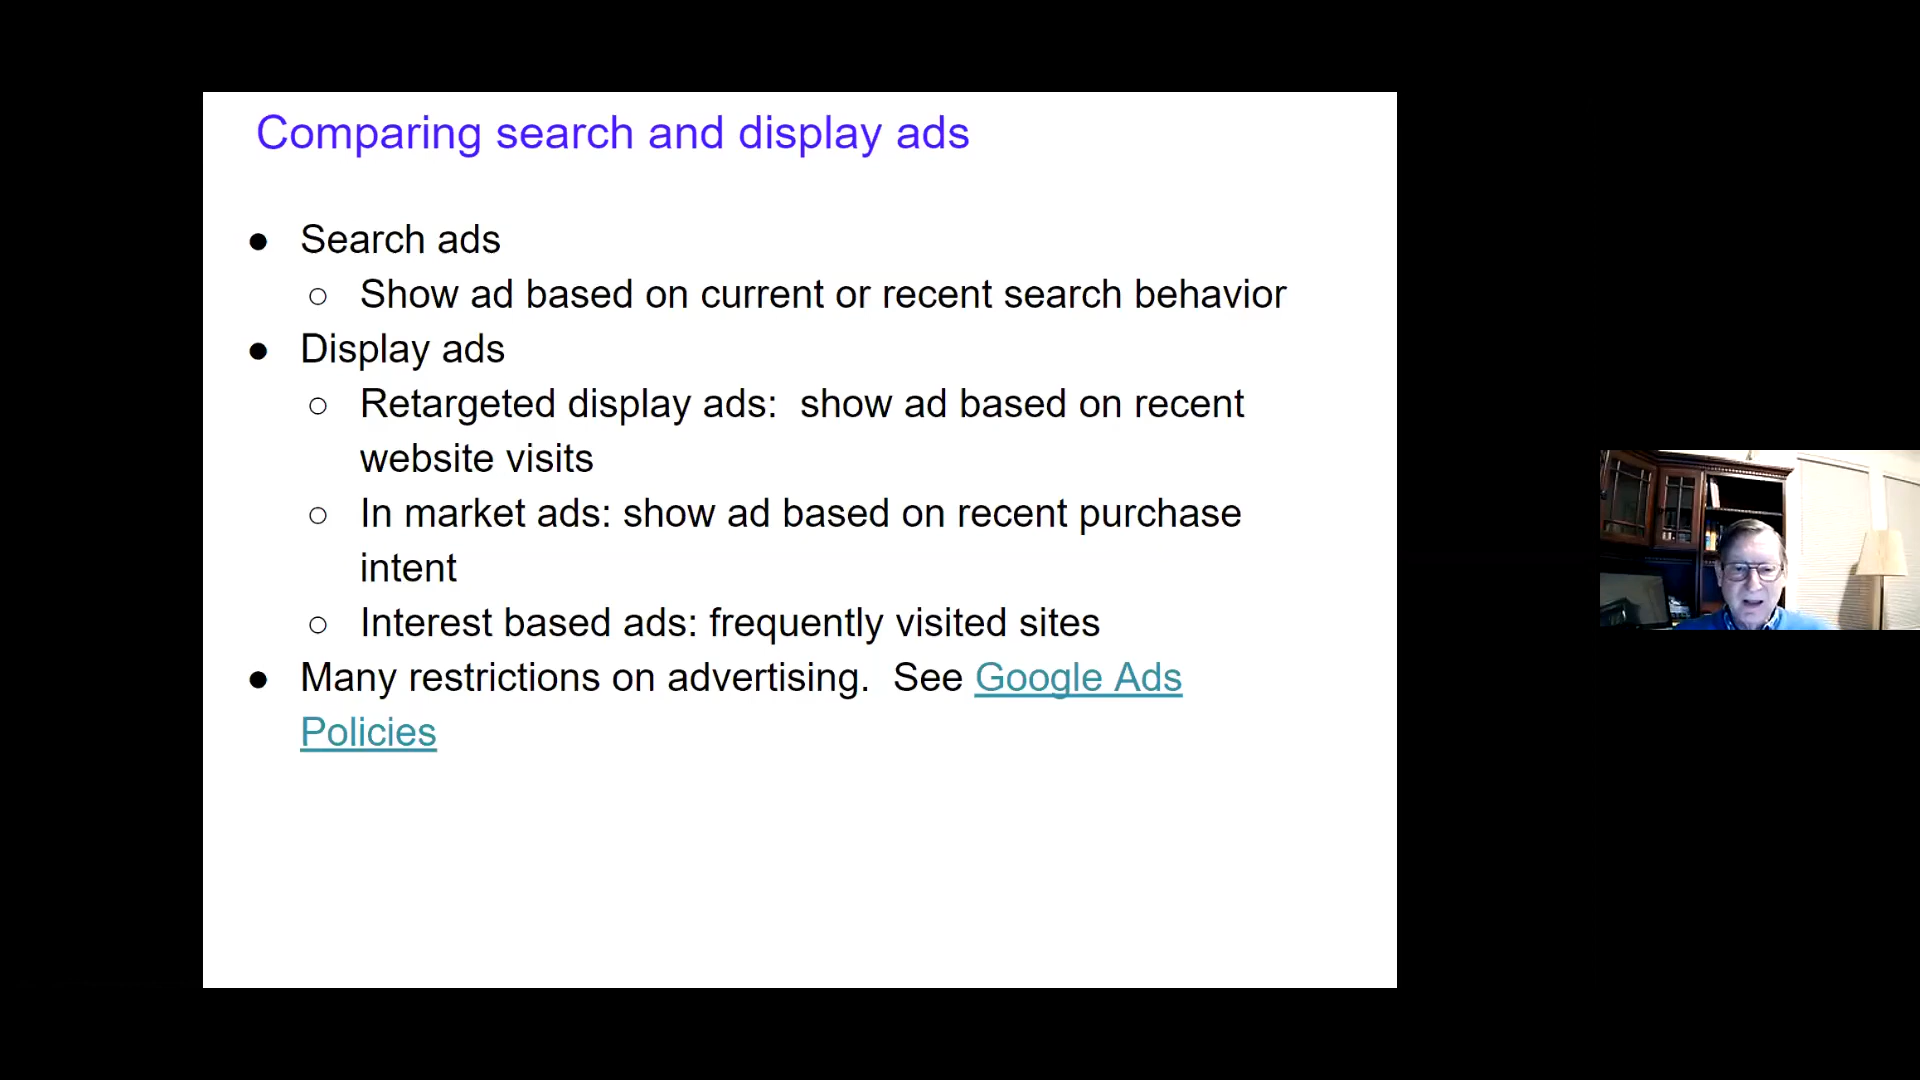 Comparing search and display ads
● Search ads
○ Show ad based on current or recent search behavior
● Display ads
○ Retargeted display ads:  show ad based on recent
website visits
○ In market ads: show ad based on recent purchase
intent
○ Interest based ads: frequently visited sites
● Many restrictions on advertising.  See Google Ads
Policies